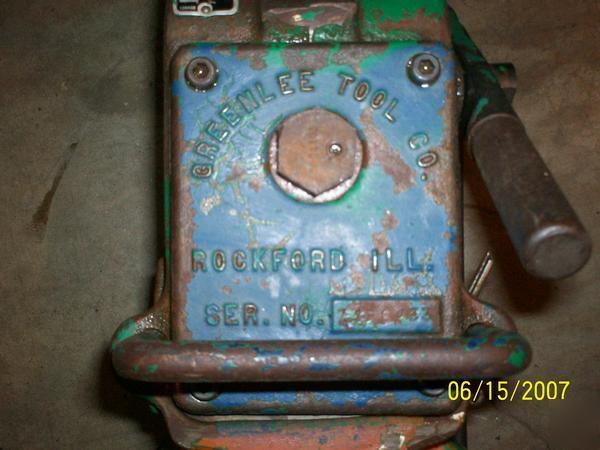 GREENLEE TOOL CO.
ROCKFORD ILL.
SER. NO.
06/15/2007